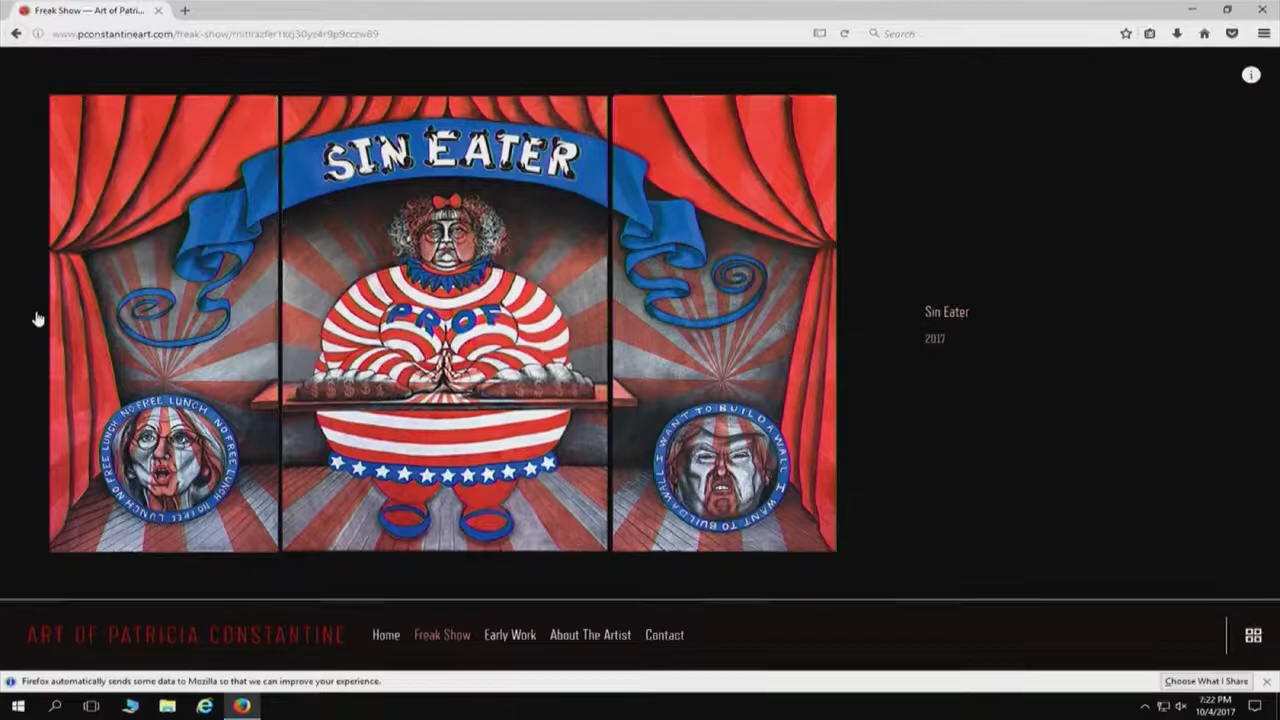 Freak Show — Art of Patri...
www.pconstantineart.com/freak-show/
Search
SIN EATER
PROF
NO FREE LUNCH NO FREE LUNCH NO FREE LUNCH NO FREE LUNCH
I WANT TO BUILD A WALL I WANT TO BUILD A WALL
Sin Eater
2017
ART OF PATRICIA CONSTANTINE
Home Freak Show Early Work About The Artist Contact
Firefox automatically sends some data to Mozilla so that we can improve your experience.
Choose What I Share
7:22 PM
10/4/2017